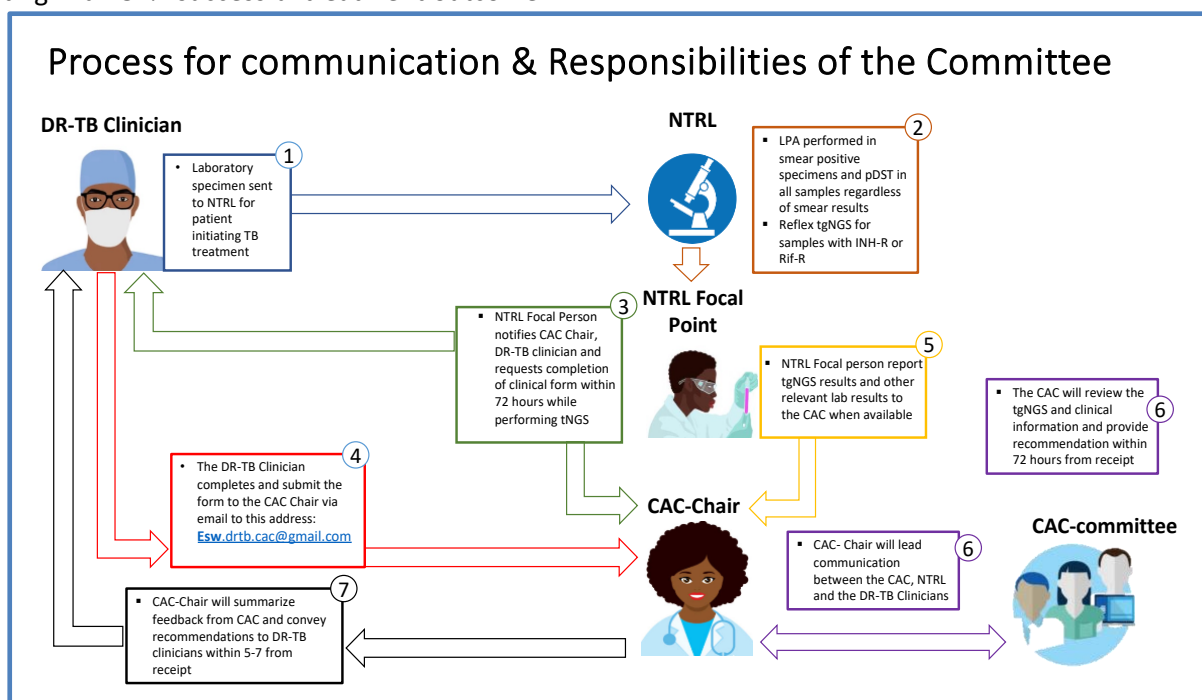 Process for communication & Responsibilities of the Committee
DR-TB Clinician
1
• Laboratory
specimen sent
to NTRL for
patient
initiating TB
treatment
NTRL
2
▪ LPA performed in
smear positive
specimens and pDST in
all samples regardless
of smear results
▪ Reflex tgNGS for
samples with INH-R or
Rif-R
3
▪ NTRL Focal Person
notifies CAC Chair,
DR-TB clinician and
requests completion
of clinical form within
72 hours while
performing tNGS
NTRL Focal
Point
5
▪ NTRL Focal person report
tgNGS results and other
relevant lab results to
the CAC when available
6
▪ The CAC will review the
tgNGS and clinical
information and provide
recommendation within
72 hours from receipt
4
• The DR-TB Clinician
completes and submit the
form to the CAC Chair via
email to this address:
Esw.drtb.cac@gmail.com
CAC-Chair
6
▪ CAC- Chair will lead
communication
between the CAC, NTRL
and the DR-TB Clinicians
CAC-committee
7
▪ CAC-Chair will summarize
feedback from CAC and convey
recommendations to DR-TB
clinicians within 5-7 from
receipt